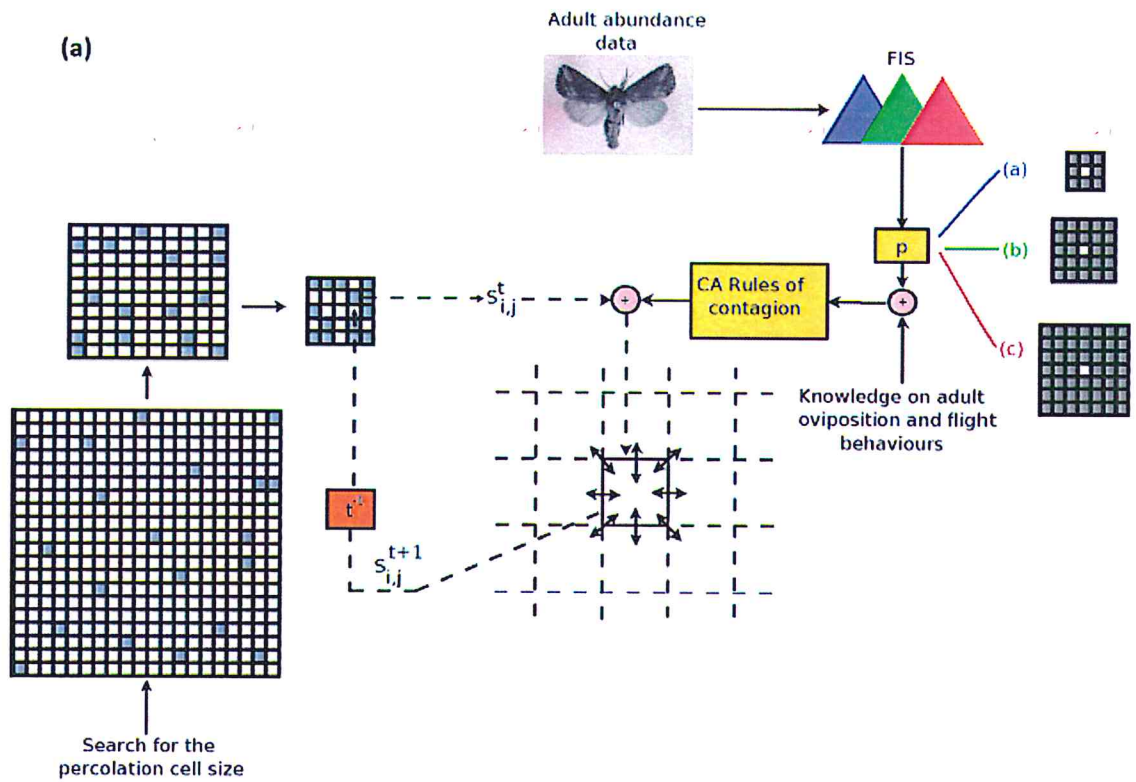 (a)
Adult abundance
data
FIS
(a)
p
(b)
CA Rules of
contagion
S t i,j
+
+
(c)
Knowledge on adult
oviposition and flight
behaviours
S t+1 i,j
Search for the
percolation cell size